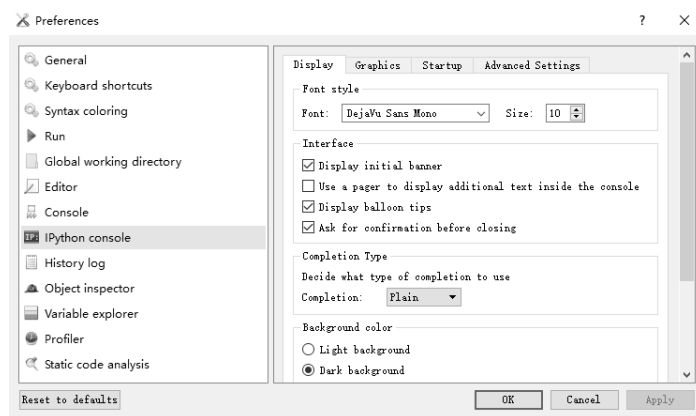 Preferences
?
General
Keyboard shortcuts
Syntax coloring
Run
Global working directory
Editor
Console
IP: IPython console
History log
Object inspector
Variable explorer
Profiler
Static code analysis
Display Graphics Startup Advanced Settings
Font style
Font: DejaVu Sans Mono Size: 10
Interface
Display initial banner
Use a pager to display additional text inside the console
Display balloon tips
Ask for confirmation before closing
Completion Type
Decide what type of completion to use
Completion: Plain
Background color
Light background
Dark background
Reset to defaults OK Cancel Apply